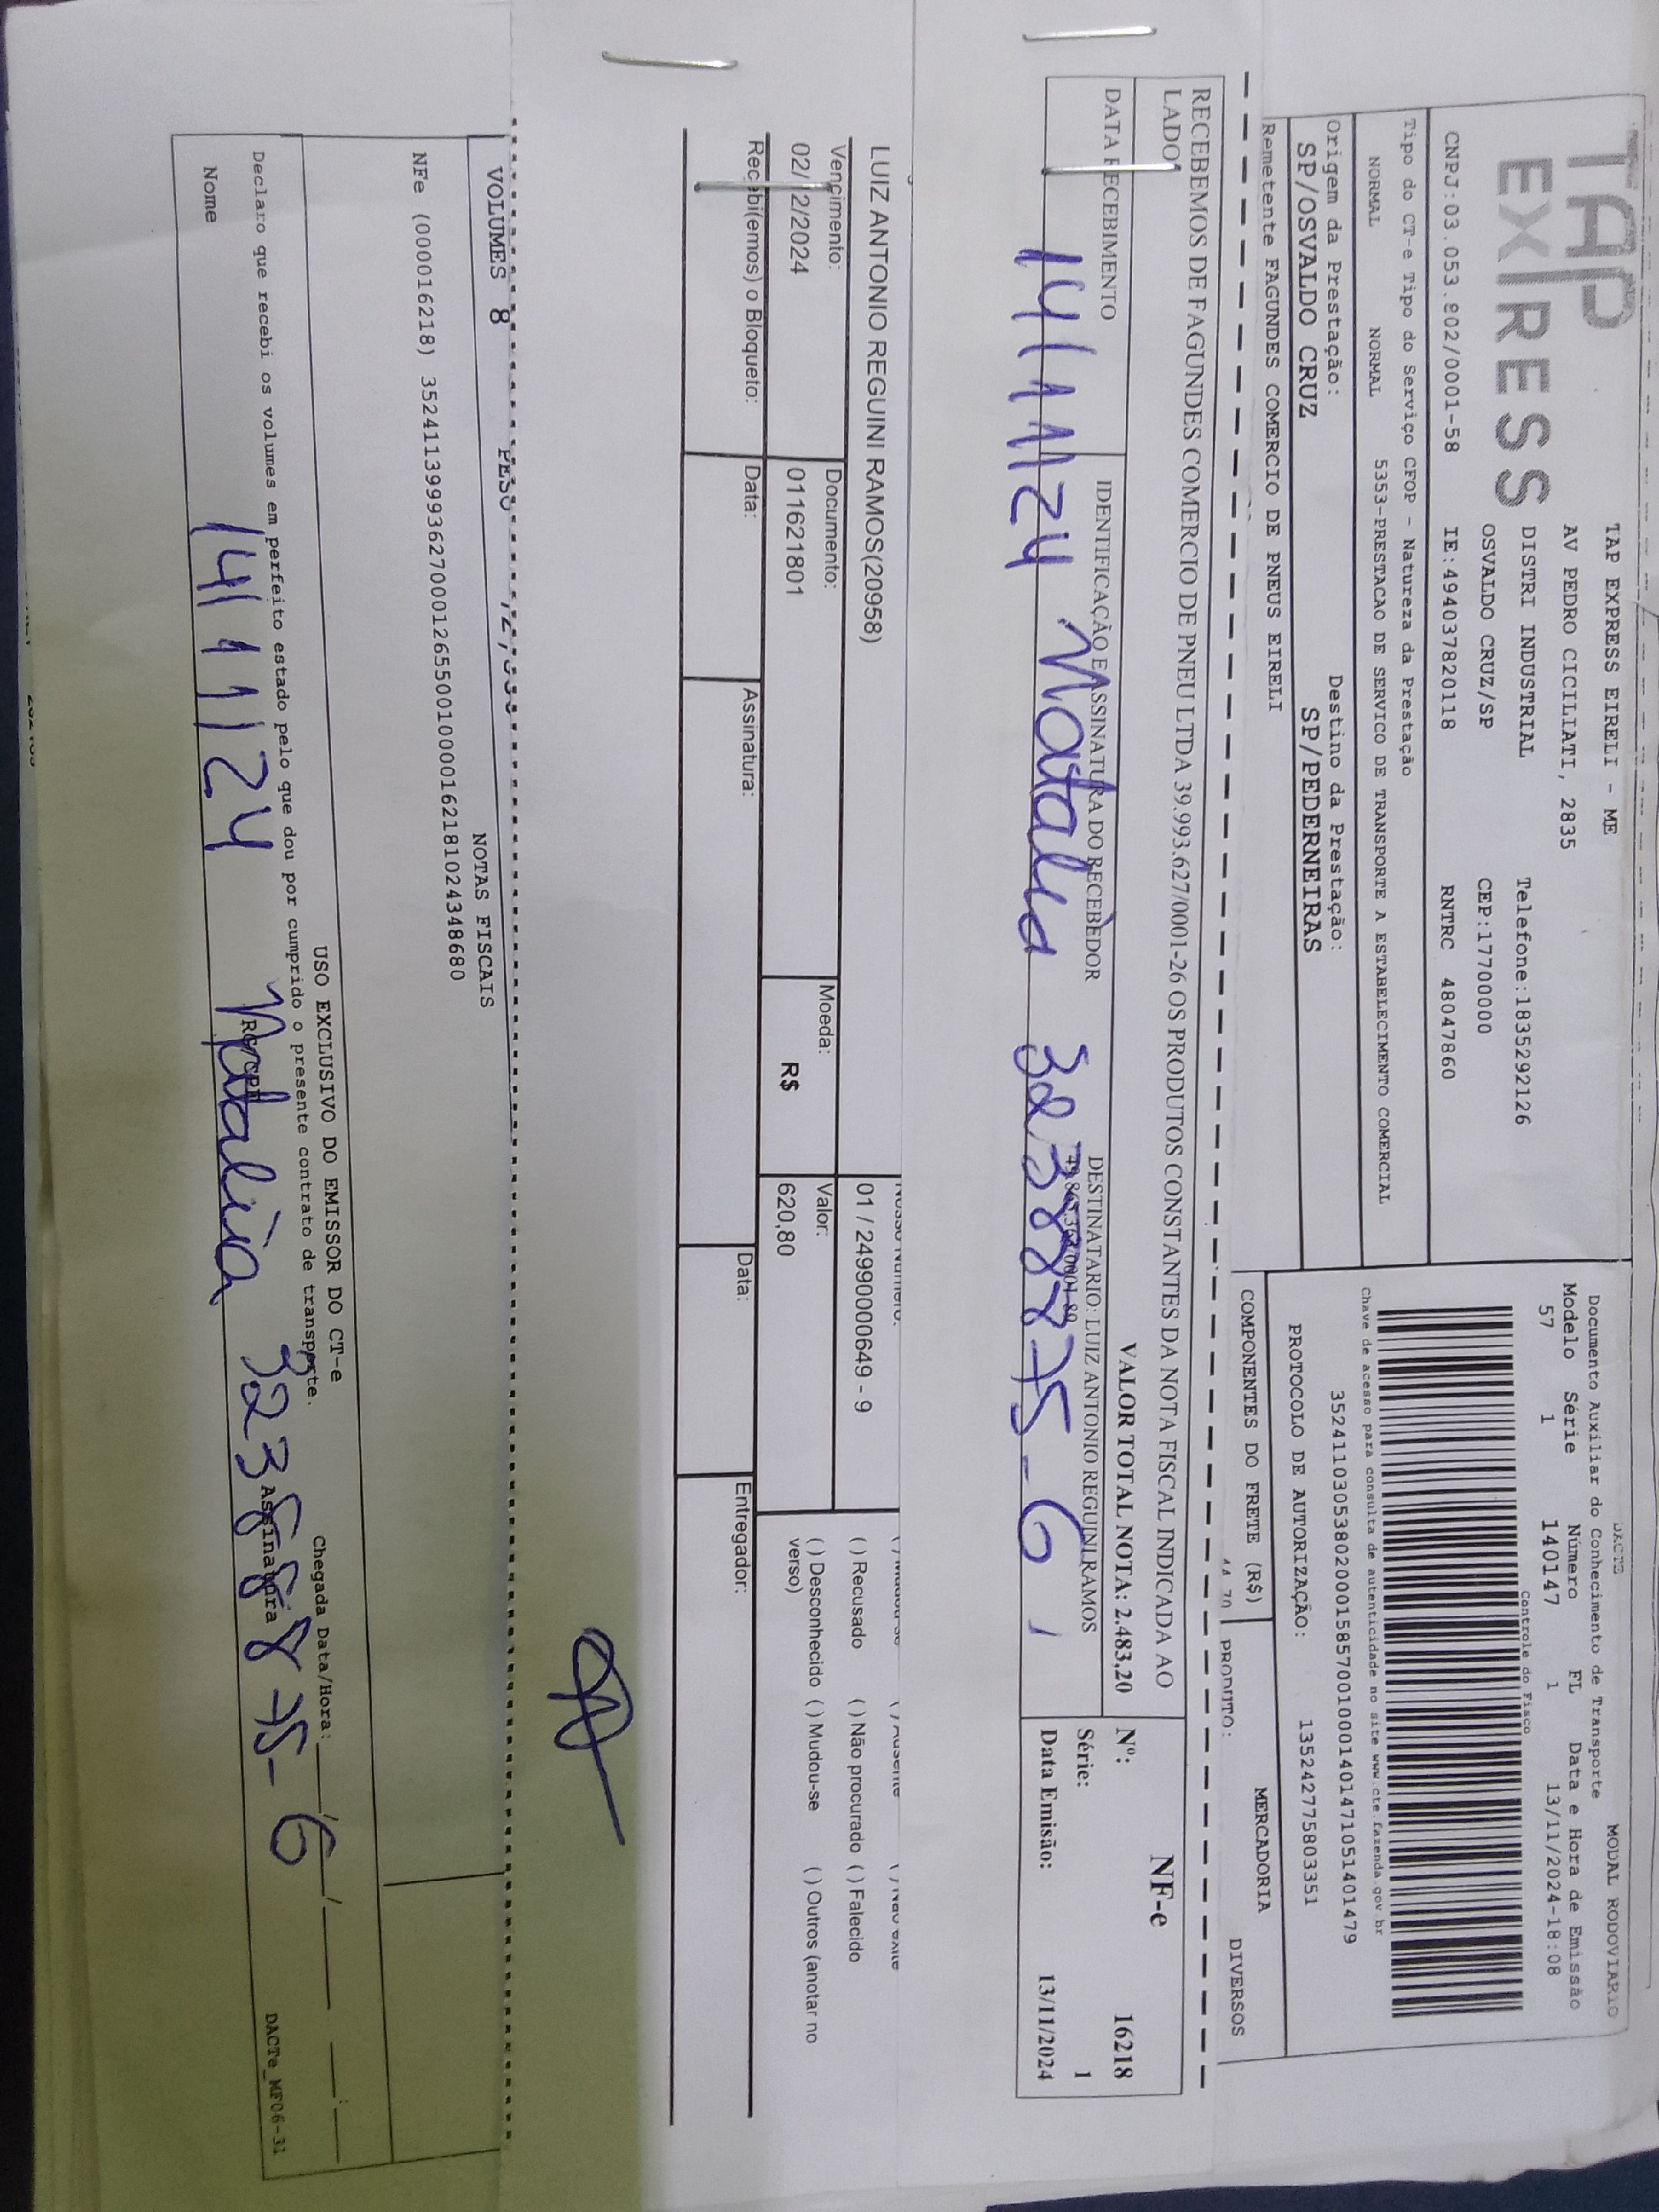 TAP
EXPRESS
TAP EXPRESS EIRELI - ME
AV PEDRO CICILIATI, 2835
DISTRI INDUSTRIAL Telefone:1835292126
OSVALDO CRUZ/SP CEP:17700000
CNPJ:03.053.802/0001-58 IE:494037820118 RNTRC 48047860
DACTE MODAL RODOVIARIO
Documento Auxiliar do Conhecimento de Transporte
Modelo Série Número FL Data e Hora de Emissão
57 1 140147 1 13/11/2024-18:08
Controle do Fisco
Chave de acesso para consulta de autenticidade no site www.cte.fazenda.gov.br
35241103053802000158570010001401471051401479
PROTOCOLO DE AUTORIZAÇÃO: 135242775803351
Tipo do CT-e Tipo do Serviço CFOP - Natureza da Prestação
NORMAL NORMAL 5353-PRESTACAO DE SERVICO DE TRANSPORTE A ESTABELECIMENTO COMERCIAL
Origem da Prestação: Destino da Prestação:
SP/OSVALDO CRUZ SP/PEDERNEIRAS
Remetente FAGUNDES COMERCIO DE PNEUS EIRELI
COMPONENTES DO FRETE (R$) MERCADORIA DIVERSOS
PRODUTO:
RECEBEMOS DE FAGUNDES COMERCIO DE PNEU LTDA 39.993.627/0001-26 OS PRODUTOS CONSTANTES DA NOTA FISCAL INDICADA AO
LADO
VALOR TOTAL NOTA: 2.483,20
DATA RECEBIMENTO IDENTIFICAÇÃO E ASSINATURA DO RECEBEDOR DESTINATARIO: LUIZ ANTONIO REGUINI RAMOS
14/11/24 Natalia 32388875-6
NF-e
Nº: 16218
Série: 1
Data Emissão: 13/11/2024
LUIZ ANTONIO REGUINI RAMOS(20958) 01 / 24990000649 - 9
Vencimento: Documento: Moeda: Valor:
02/12/2024 011621801 R$ 620,80
( ) Recusado ( ) Não procurado ( ) Falecido
( ) Desconhecido ( ) Mudou-se ( ) Outros (anotar no
verso)
Recebi(emos) o Bloqueto: Data: Assinatura: Data: Entregador:
VOLUMES 8 PESO
NOTAS FISCAIS
NFe (000016218) 35241139993627000126550010000162181024348680
USO EXCLUSIVO DO EMISSOR DO CT-e Chegada Data/Hora: / / :
Declaro que recebi os volumes em perfeito estado pelo que dou por cumprido o presente contrato de transporte.
Nome RG/CPF Assinatura
14/11/24 Natalia 32388875-6
DACTe_MF06-31